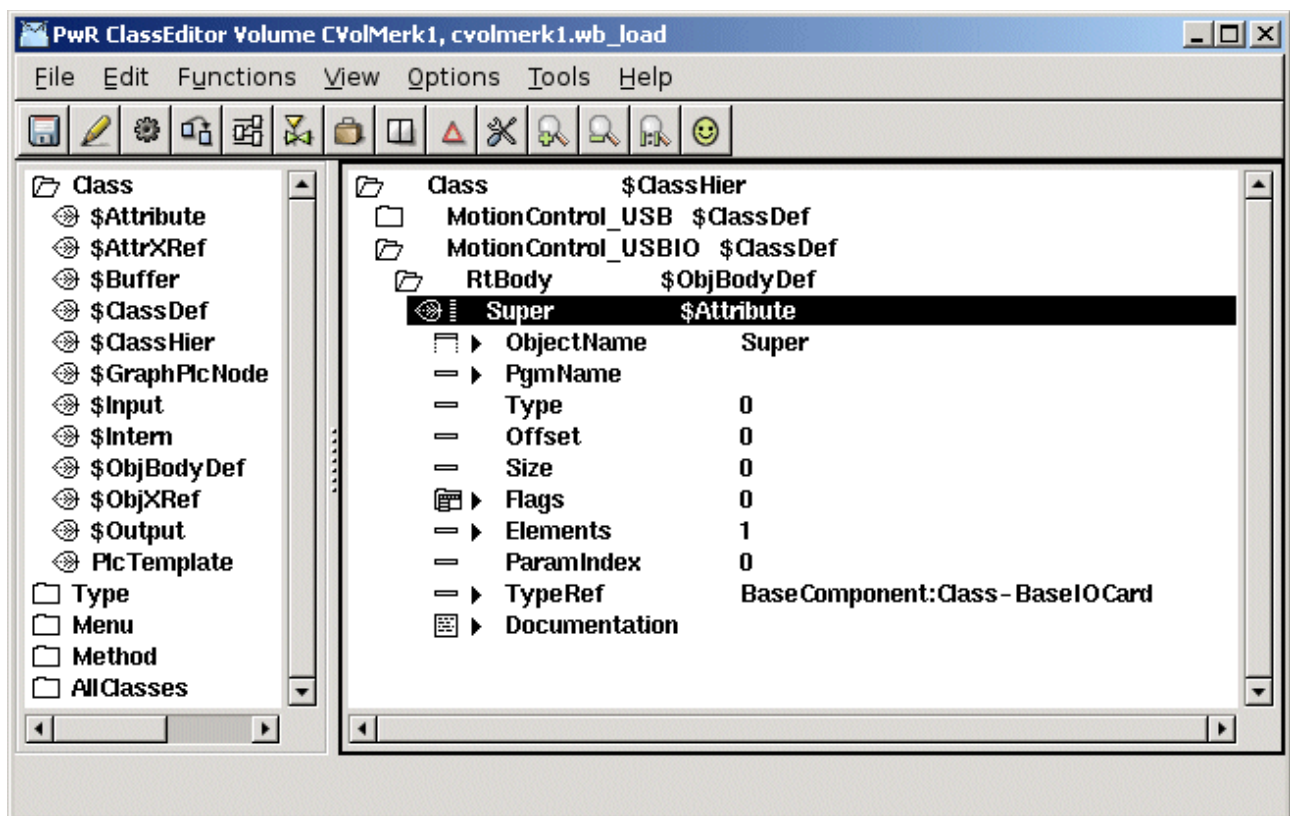 PwR ClassEditor Volume CVolMerk1, cvolmerk1.wb_load
File Edit Functions View Options Tools Help
Class
$Attribute
$AttrXRef
$Buffer
$ClassDef
$ClassHier
$GraphPlcNode
$Input
$Intern
$ObjBodyDef
$ObjXRef
$Output
PlcTemplate
Type
Menu
Method
AllClasses
Class $ClassHier
MotionControl_USB $ClassDef
MotionControl_USBIO $ClassDef
RtBody $ObjBodyDef
Super $Attribute
ObjectName Super
PgmName
Type 0
Offset 0
Size 0
Flags 0
Elements 1
ParamIndex 0
TypeRef BaseComponent:Class-BaseIOCard
Documentation